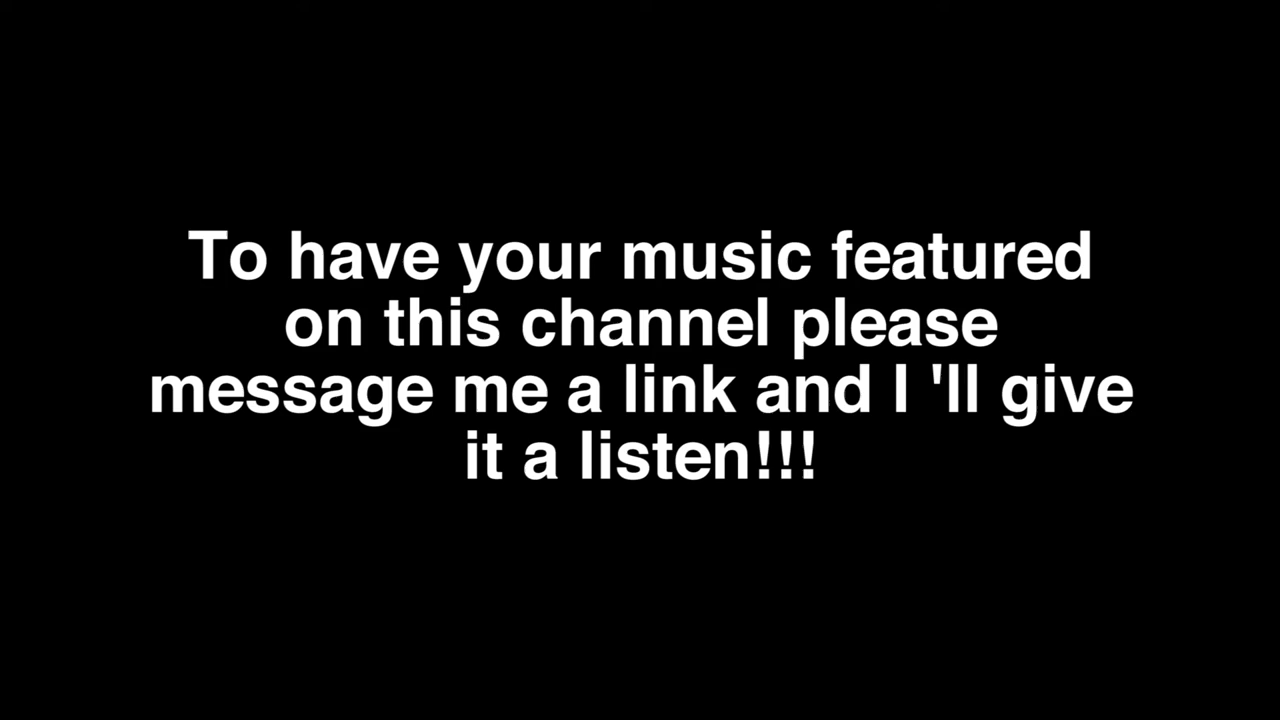 To have your music featured
on this channel please
message me a link and I 'll give
it a listen!!!